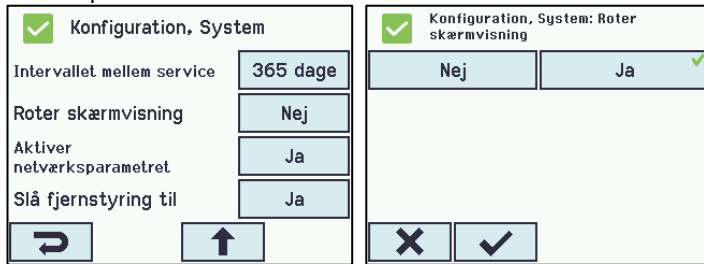 Konfiguration, System
Intervallet mellem service 365 dage
Roter skærmvisning Nej
Aktiver
netværksparametret Ja
Slå fjernstyring til Ja
Konfiguration, System: Roter
skærmvisning
Nej Ja